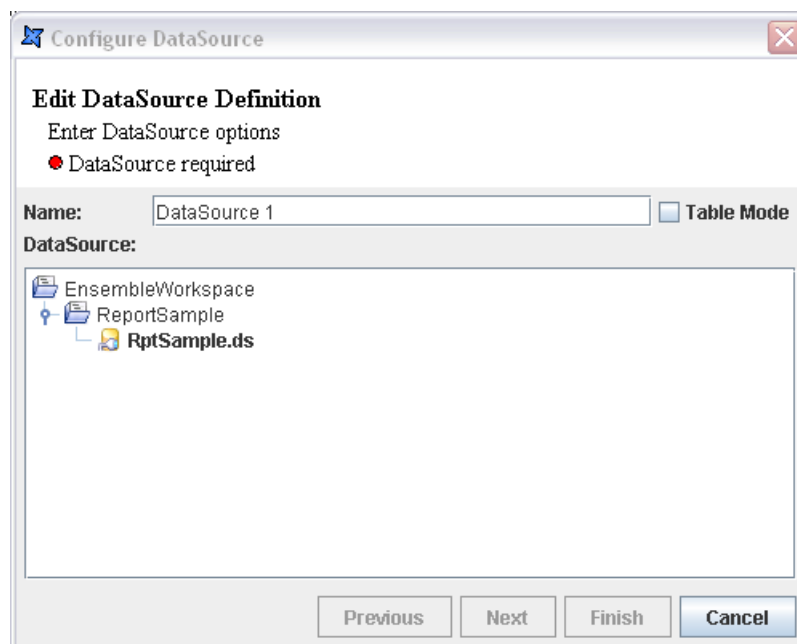 Configure DataSource
Edit DataSource Definition
Enter DataSource options
DataSource required
Name: DataSource 1 Table Mode
DataSource:
EnsembleWorkspace
ReportSample
RptSample.ds
Previous Next Finish Cancel